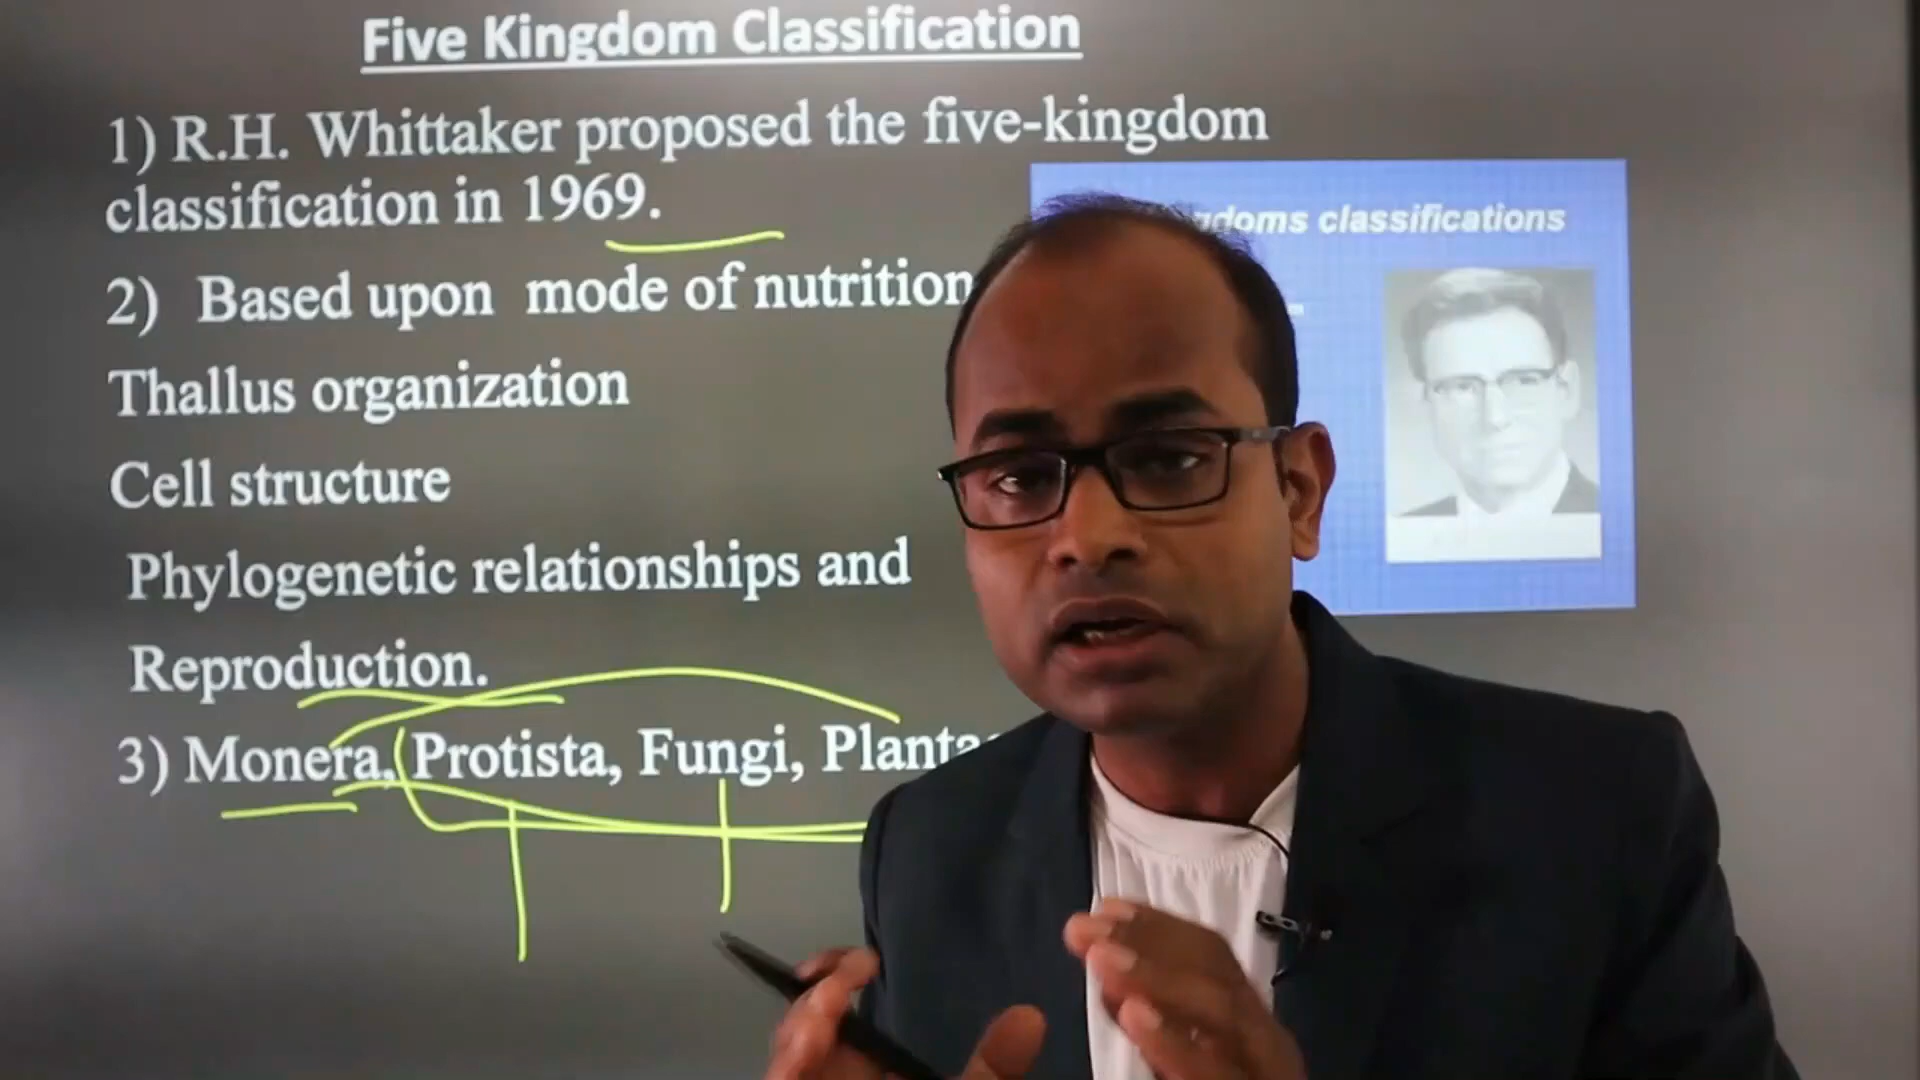 Five Kingdom Classification
1) R.H. Whittaker proposed the five-kingdom
classification in 1969.
2) Based upon mode of nutrition
Thallus organization
Cell structure
Phylogenetic relationships and
Reproduction.
3) Monera, Protista, Fungi,
classifications